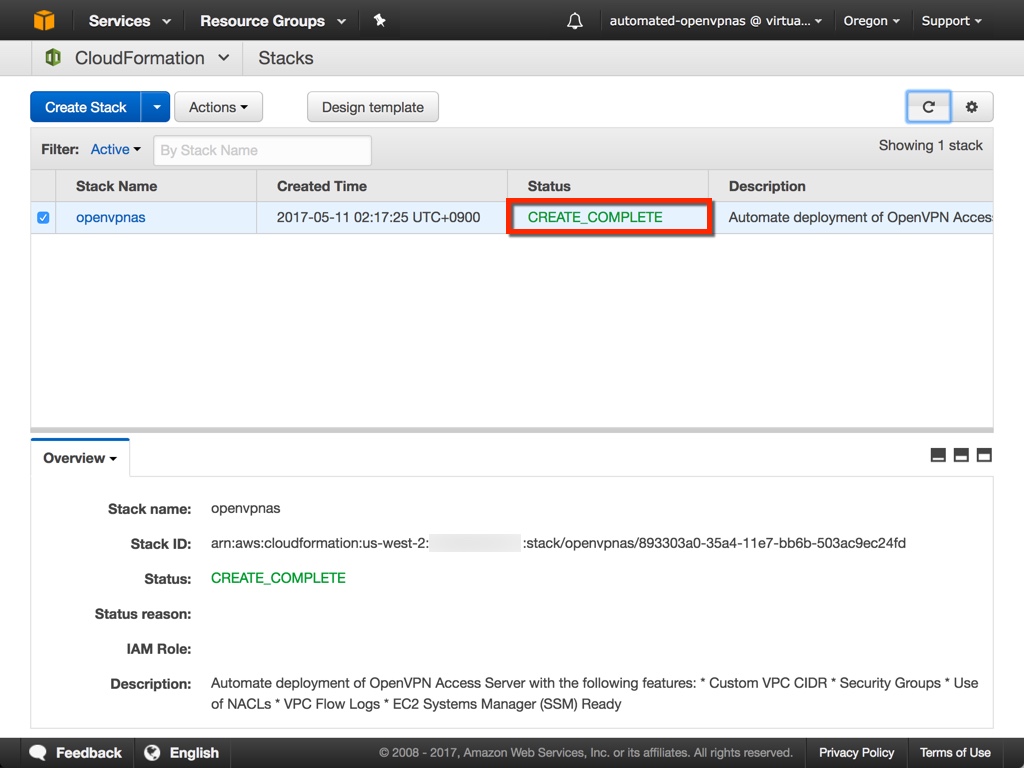 Services Resource Groups automated-openvpnas @ virtua... Oregon Support
CloudFormation Stacks
Create Stack Actions Design template
Filter: Active By Stack Name Showing 1 stack
Stack Name Created Time Status Description
openvpnas 2017-05-11 02:17:25 UTC+0900 CREATE_COMPLETE Automate deployment of OpenVPN Access
Overview
Stack name: openvpnas
Stack ID: arn:aws:cloudformation:us-west-2: :stack/openvpnas/893303a0-35a4-11e7-bb6b-503ac9ec24fd
Status: CREATE_COMPLETE
Status reason:
IAM Role:
Description: Automate deployment of OpenVPN Access Server with the following features: * Custom VPC CIDR * Security Groups * Use
of NACLs * VPC Flow Logs * EC2 Systems Manager (SSM) Ready
Feedback English © 2008 - 2017, Amazon Web Services, Inc. or its affiliates. All rights reserved. Privacy Policy Terms of Use